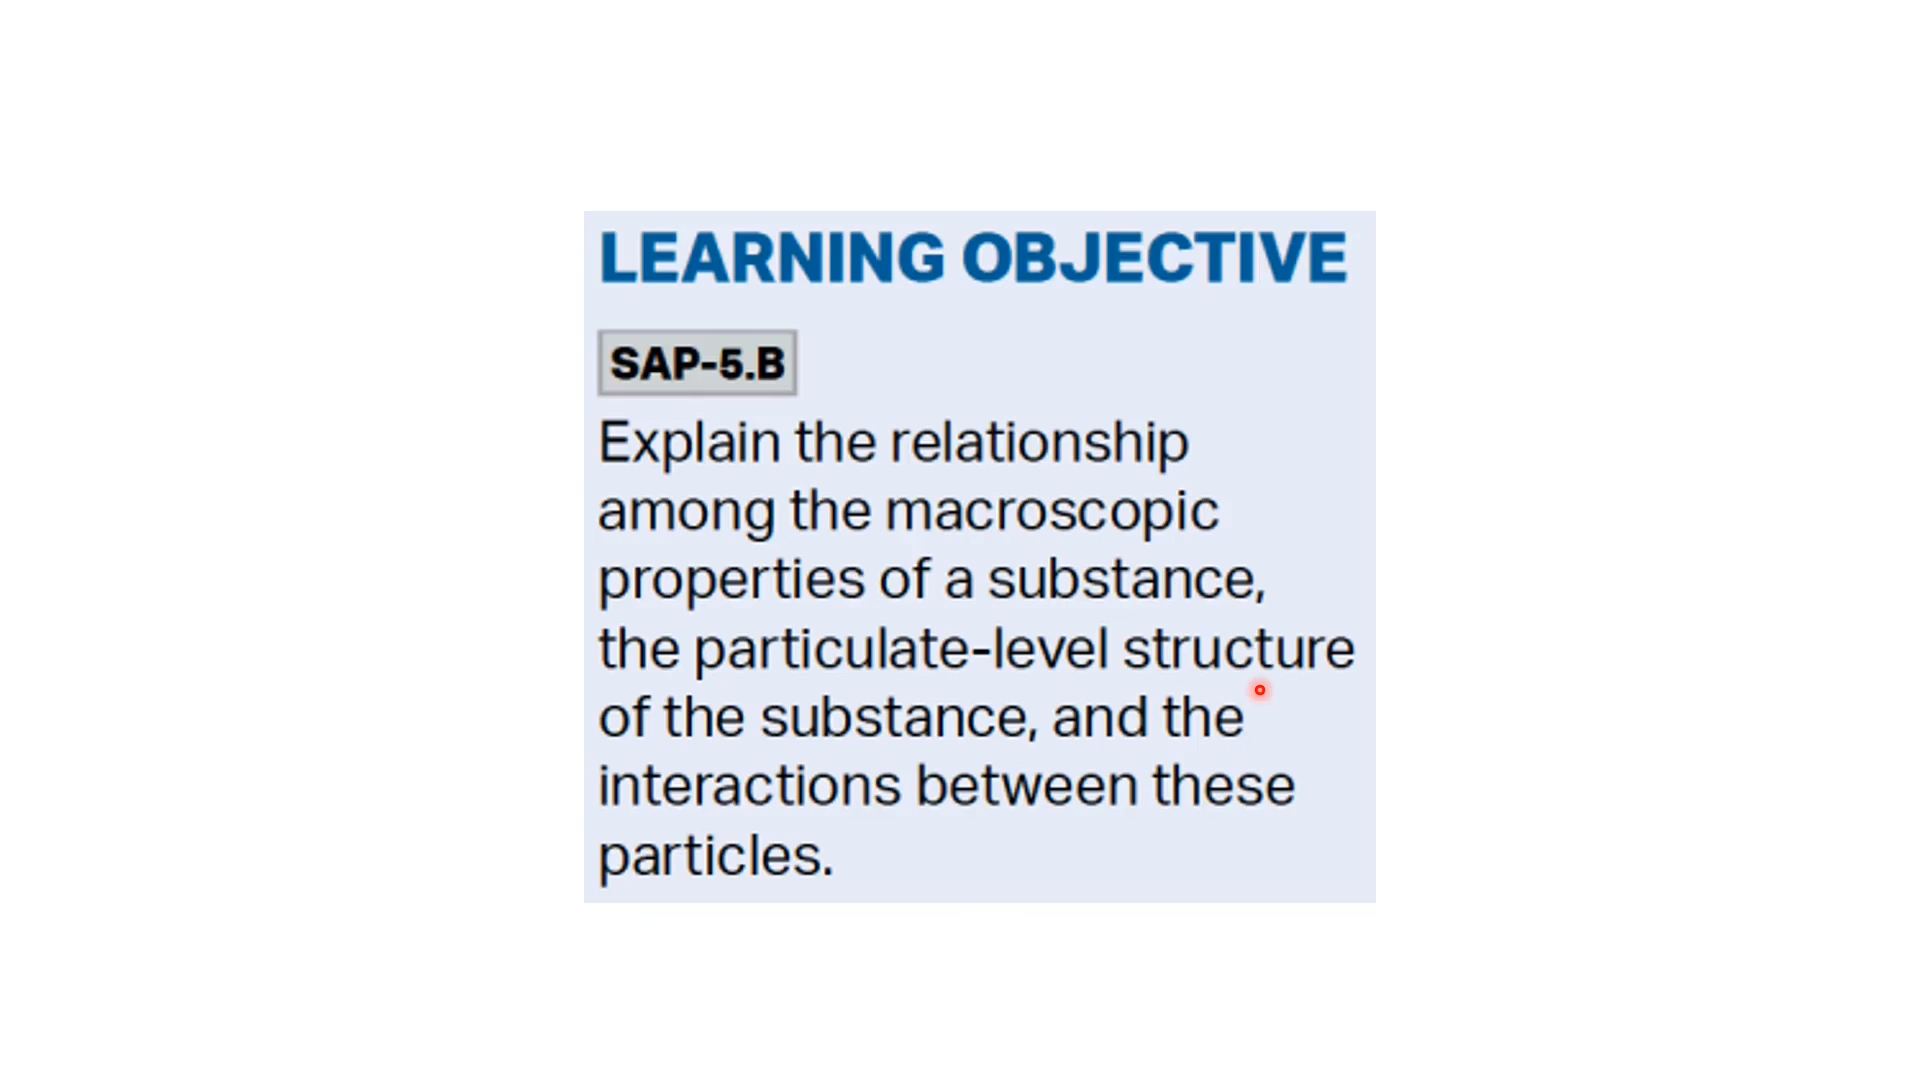 LEARNING OBJECTIVE
SAP-5.B
Explain the relationship
among the macroscopic
properties of a substance,
the particulate-level structure
of the substance, and the
interactions between these
particles.